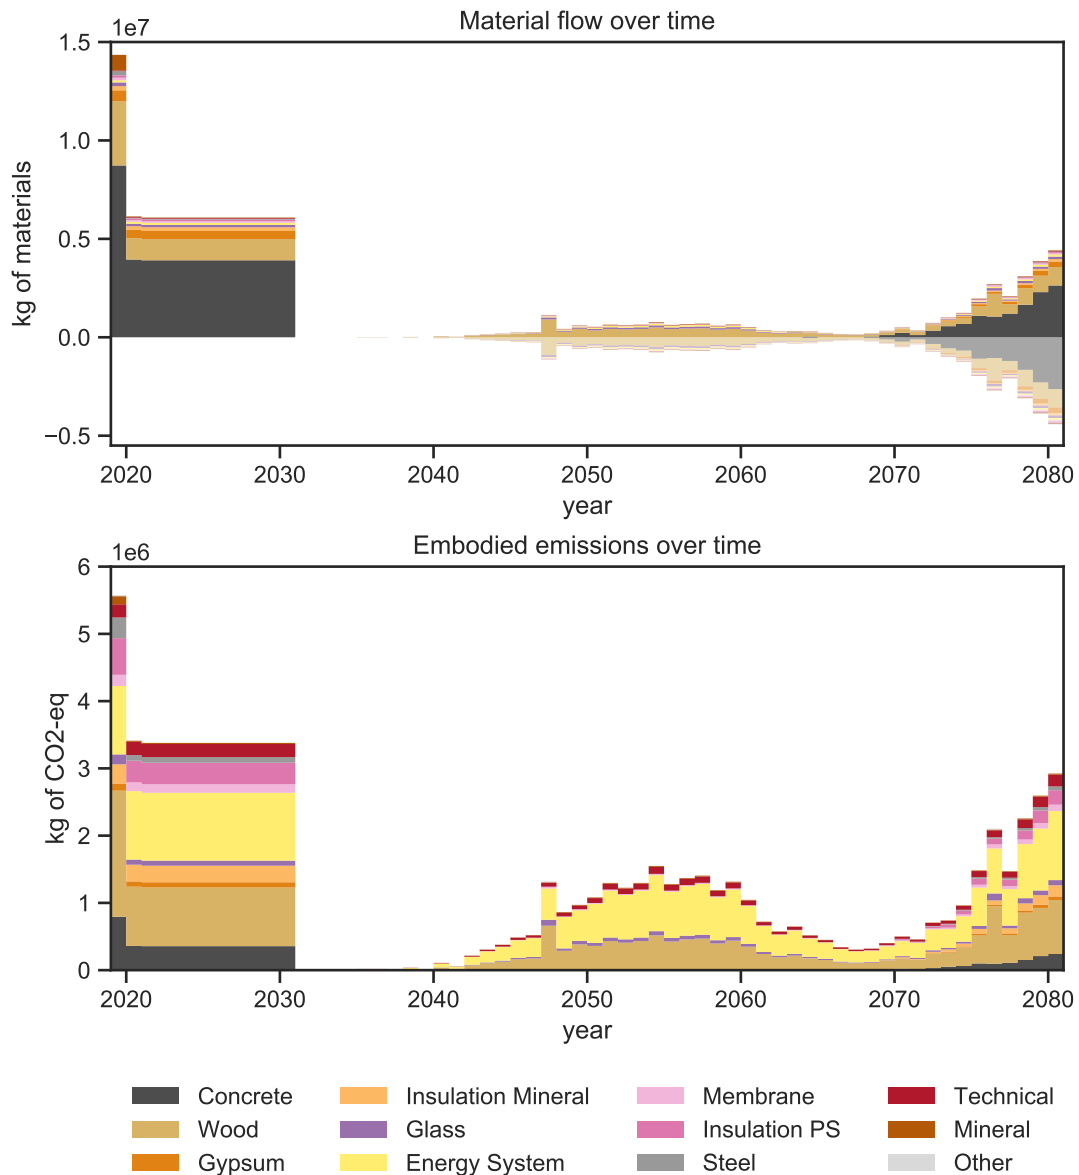 Material flow over time
1e7
1.5
1.0
0.5
0.0
−0.5
kg of materials
2020 2030 2040 2050 2060 2070 2080
year
Embodied emissions over time
1e6
6
5
4
3
2
1
0
kg of CO2-eq
2020 2030 2040 2050 2060 2070 2080
year
Concrete Insulation Mineral Membrane Technical
Wood Glass Insulation PS Mineral
Gypsum Energy System Steel Other